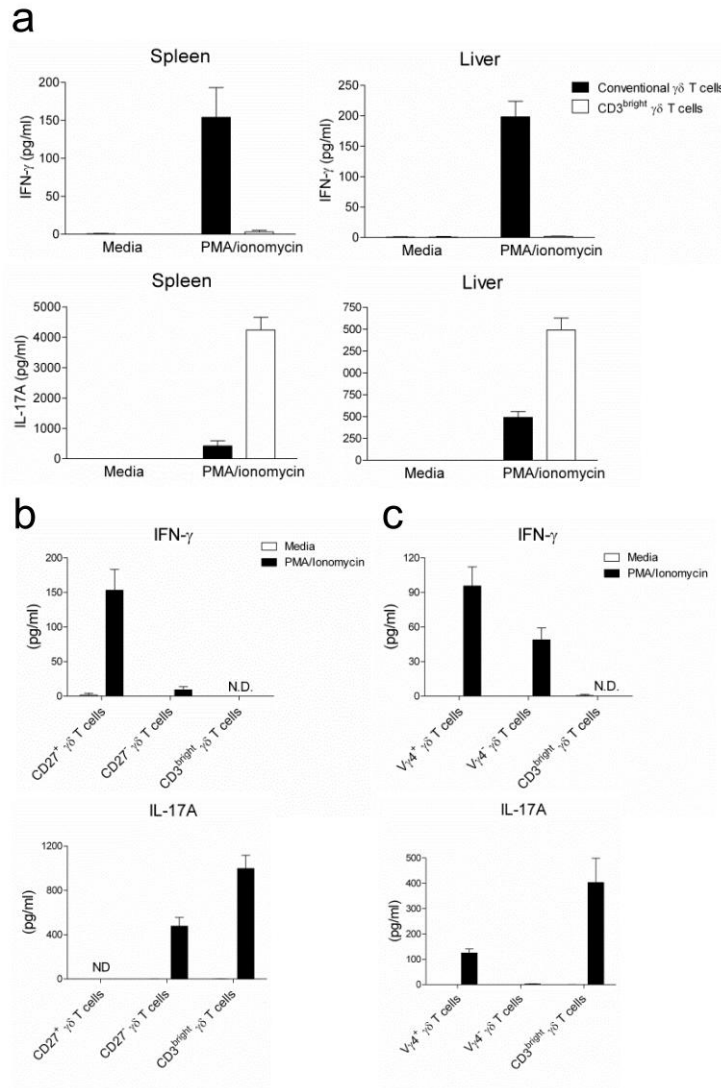 a
Spleen
IFN-γ (pg/ml)
200
150
100
50
0
Media
PMA/ionomycin
Liver
IFN-γ (pg/ml)
250
200
150
100
50
0
Media
PMA/ionomycin
Conventional γδ T cells
CD3bright γδ T cells
Spleen
IL-17A (pg/ml)
5000
4000
3000
2000
1000
0
Media
PMA/ionomycin
Liver
750
500
250
000
750
500
250
Media
PMA/ionomycin
b
IFN-γ
Media
PMA/Ionomycin
(pg/ml)
200
150
100
50
0
N.D.
CD27+ γδ T cells
CD27- γδ T cells
CD3bright γδ T cells
IL-17A
(pg/ml)
1200
800
400
0
ND
CD27+ γδ T cells
CD27- γδ T cells
CD3bright γδ T cells
c
IFN-γ
Media
PMA/Ionomycin
(pg/ml)
120
90
60
30
0
N.D.
Vγ4+ γδ T cells
Vγ4- γδ T cells
CD3bright γδ T cells
IL-17A
(pg/ml)
500
400
300
200
100
0
Vγ4+ γδ T cells
Vγ4- γδ T cells
CD3bright γδ T cells